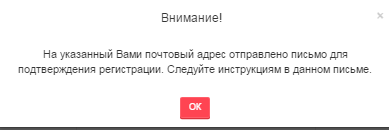 Внимание!
На указанный Вами почтовый адрес отправлено письмо для
подтверждения регистрации. Следуйте инструкциям в данном письме.
OK